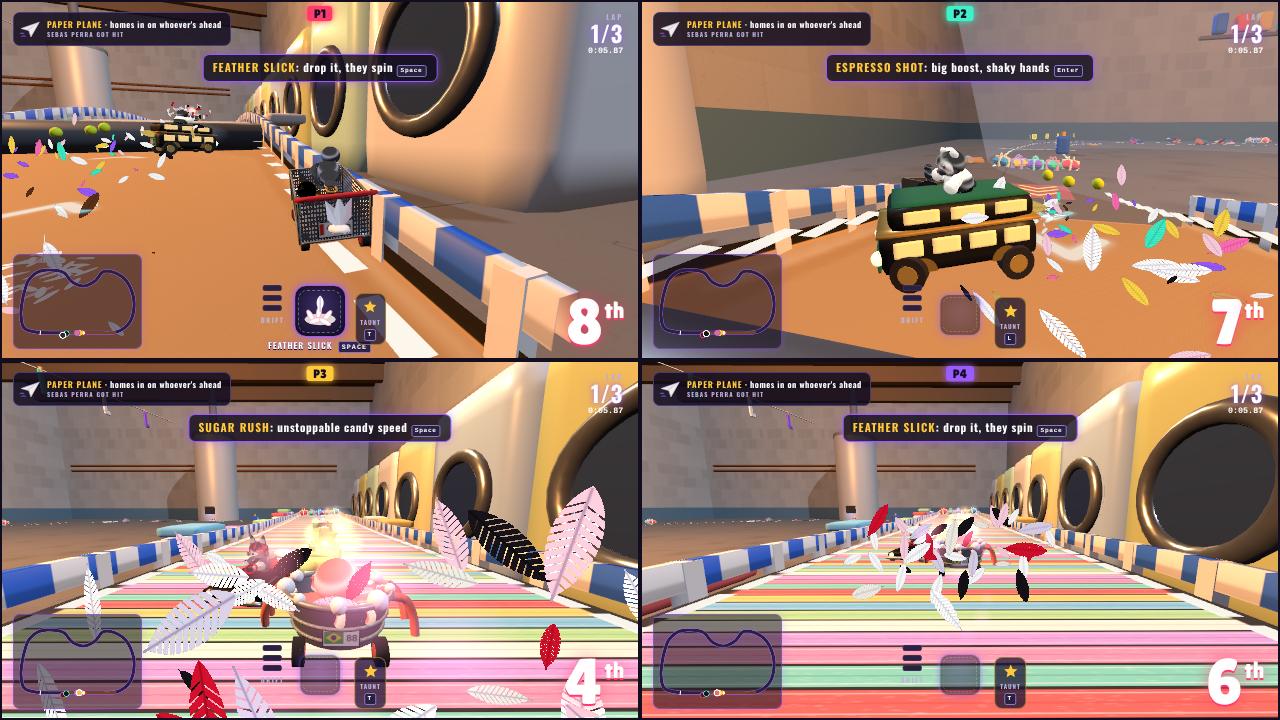 P1
PAPER PLANE · homes in on whoever's ahead
SEBAS PERRA GOT HIT
LAP
1/3
0:05.87
FEATHER SLICK: drop it, they spin Space
DRIFT
TAUNT
T
FEATHER SLICK SPACE
8th
P2
PAPER PLANE · homes in on whoever's ahead
SEBAS PERRA GOT HIT
LAP
1/3
0:05.87
ESPRESSO SHOT: big boost, shaky hands Enter
DRIFT
TAUNT
L
7th
P3
PAPER PLANE · homes in on whoever's ahead
SEBAS PERRA GOT HIT
LAP
1/3
0:05.87
SUGAR RUSH: unstoppable candy speed Space
88
DRIFT
TAUNT
T
4th
P4
PAPER PLANE · homes in on whoever's ahead
SEBAS PERRA GOT HIT
LAP
1/3
0:05.87
FEATHER SLICK: drop it, they spin Space
DRIFT
TAUNT
T
6th